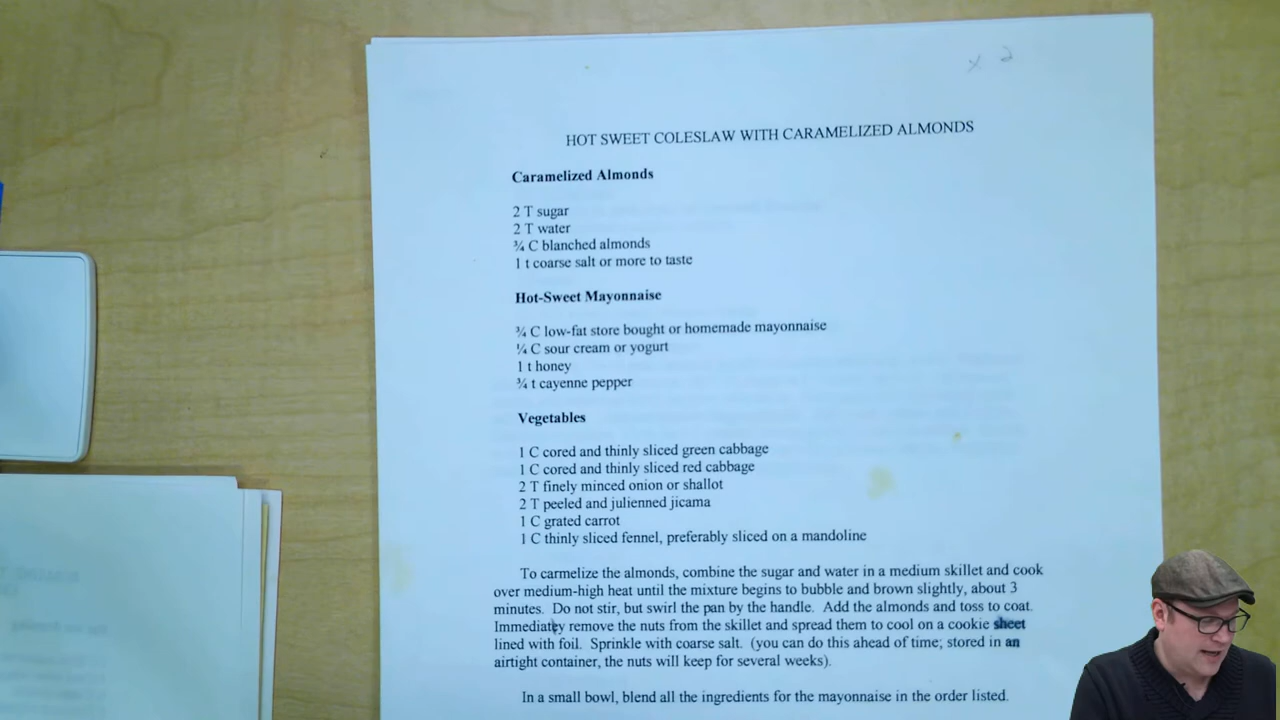 x 2
HOT SWEET COLESLAW WITH CARAMELIZED ALMONDS
Caramelized Almonds
2 T sugar
2 T water
¾ C blanched almonds
1 t coarse salt or more to taste
Hot-Sweet Mayonnaise
¾ C low-fat store bought or homemade mayonnaise
¼ C sour cream or yogurt
1 t honey
¾ t cayenne pepper
Vegetables
1 C cored and thinly sliced green cabbage
1 C cored and thinly sliced red cabbage
2 T finely minced onion or shallot
2 T peeled and julienned jicama
1 C grated carrot
1 C thinly sliced fennel, preferably sliced on a mandoline
To carmelize the almonds, combine the sugar and water in a medium skillet and cook
over medium-high heat until the mixture begins to bubble and brown slightly, about 3
minutes. Do not stir, but swirl the pan by the handle. Add the almonds and toss to coat.
Immediately remove the nuts from the skillet and spread them to cool on a cookie sheet
lined with foil. Sprinkle with coarse salt. (you can do this ahead of time; stored in an
airtight container, the nuts will keep for several weeks).
In a small bowl, blend all the ingredients for the mayonnaise in the order listed.